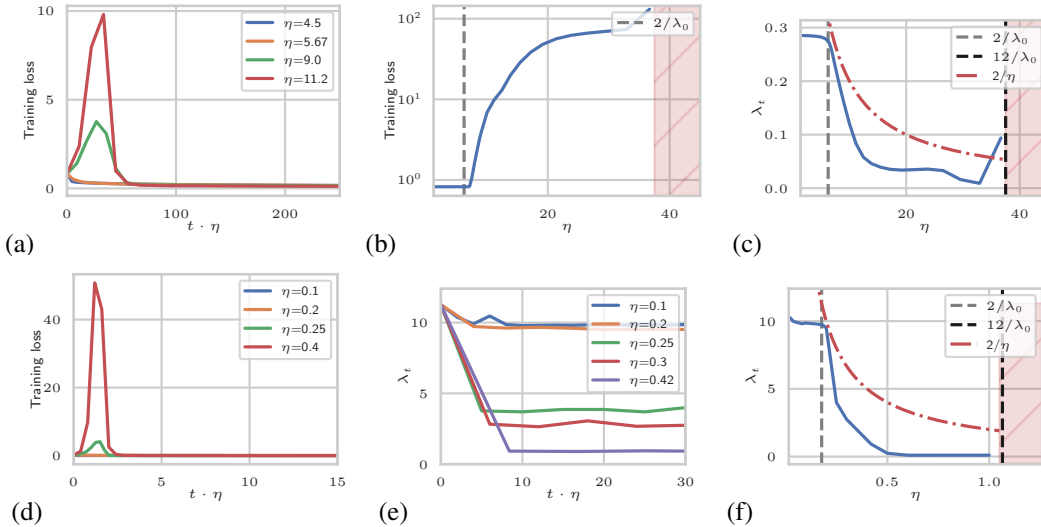 10
5
0
Training loss
η=4.5
η=5.67
η=9.0
η=11.2
0
100
200
t · η
(a)
10²
10¹
10⁰
Training loss
2/λ₀
20
40
η
(b)
0.3
0.2
0.1
0.0
λₜ
2/λ₀
12/λ₀
2/η
20
40
η
(c)
40
20
0
Training loss
η=0.1
η=0.2
η=0.25
η=0.4
0
5
10
15
t · η
(d)
10
5
0
λₜ
η=0.1
η=0.2
η=0.25
η=0.3
η=0.42
0
10
20
30
t · η
(e)
10
5
0
λₜ
2/λ₀
12/λ₀
2/η
0.5
1.0
η
(f)